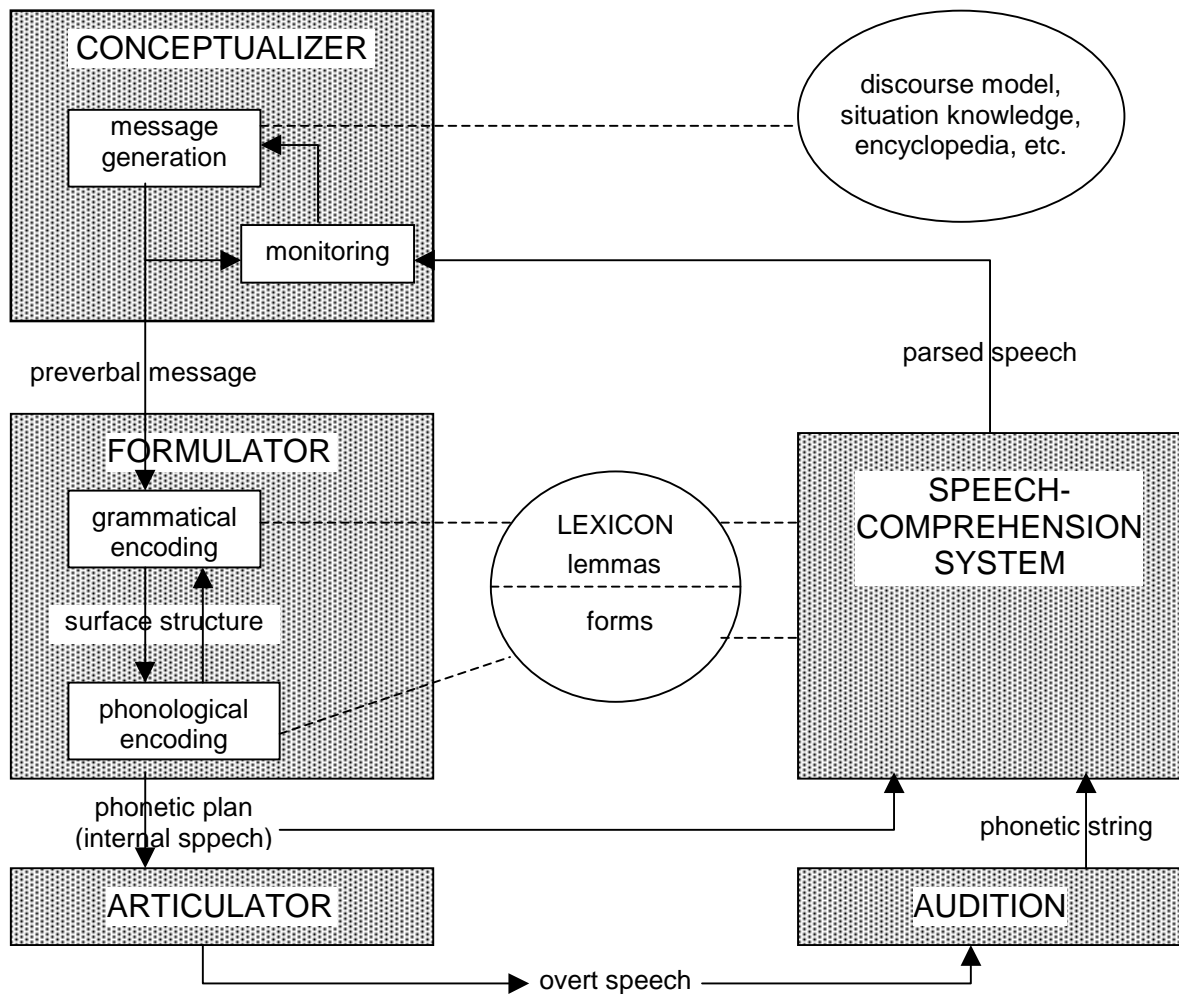 CONCEPTUALIZER
message
generation
monitoring
discourse model,
situation knowledge,
encyclopedia, etc.
preverbal message
parsed speech
FORMULATOR
grammatical
encoding
surface structure
phonological
encoding
LEXICON
lemmas
forms
SPEECH-
COMPREHENSION
SYSTEM
phonetic plan
(internal sppech)
phonetic string
ARTICULATOR
AUDITION
overt speech